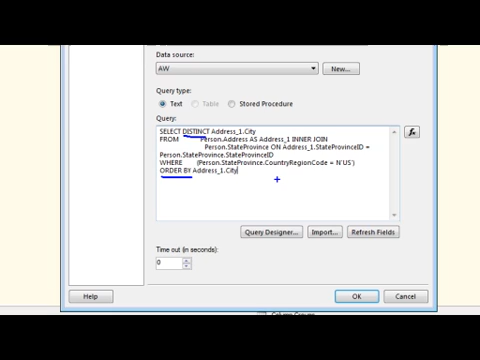 Data source:
AW
New...
Query type:
Text Table Stored Procedure
Query:
SELECT DISTINCT Address_1.City
FROM Person.Address AS Address_1 INNER JOIN
Person.StateProvince ON Address_1.StateProvinceID =
Person.StateProvince.StateProvinceID
WHERE (Person.StateProvince.CountryRegionCode = N'US')
ORDER BY Address_1.City
fx
Query Designer... Import... Refresh Fields
Time out (in seconds):
0
Help OK Cancel